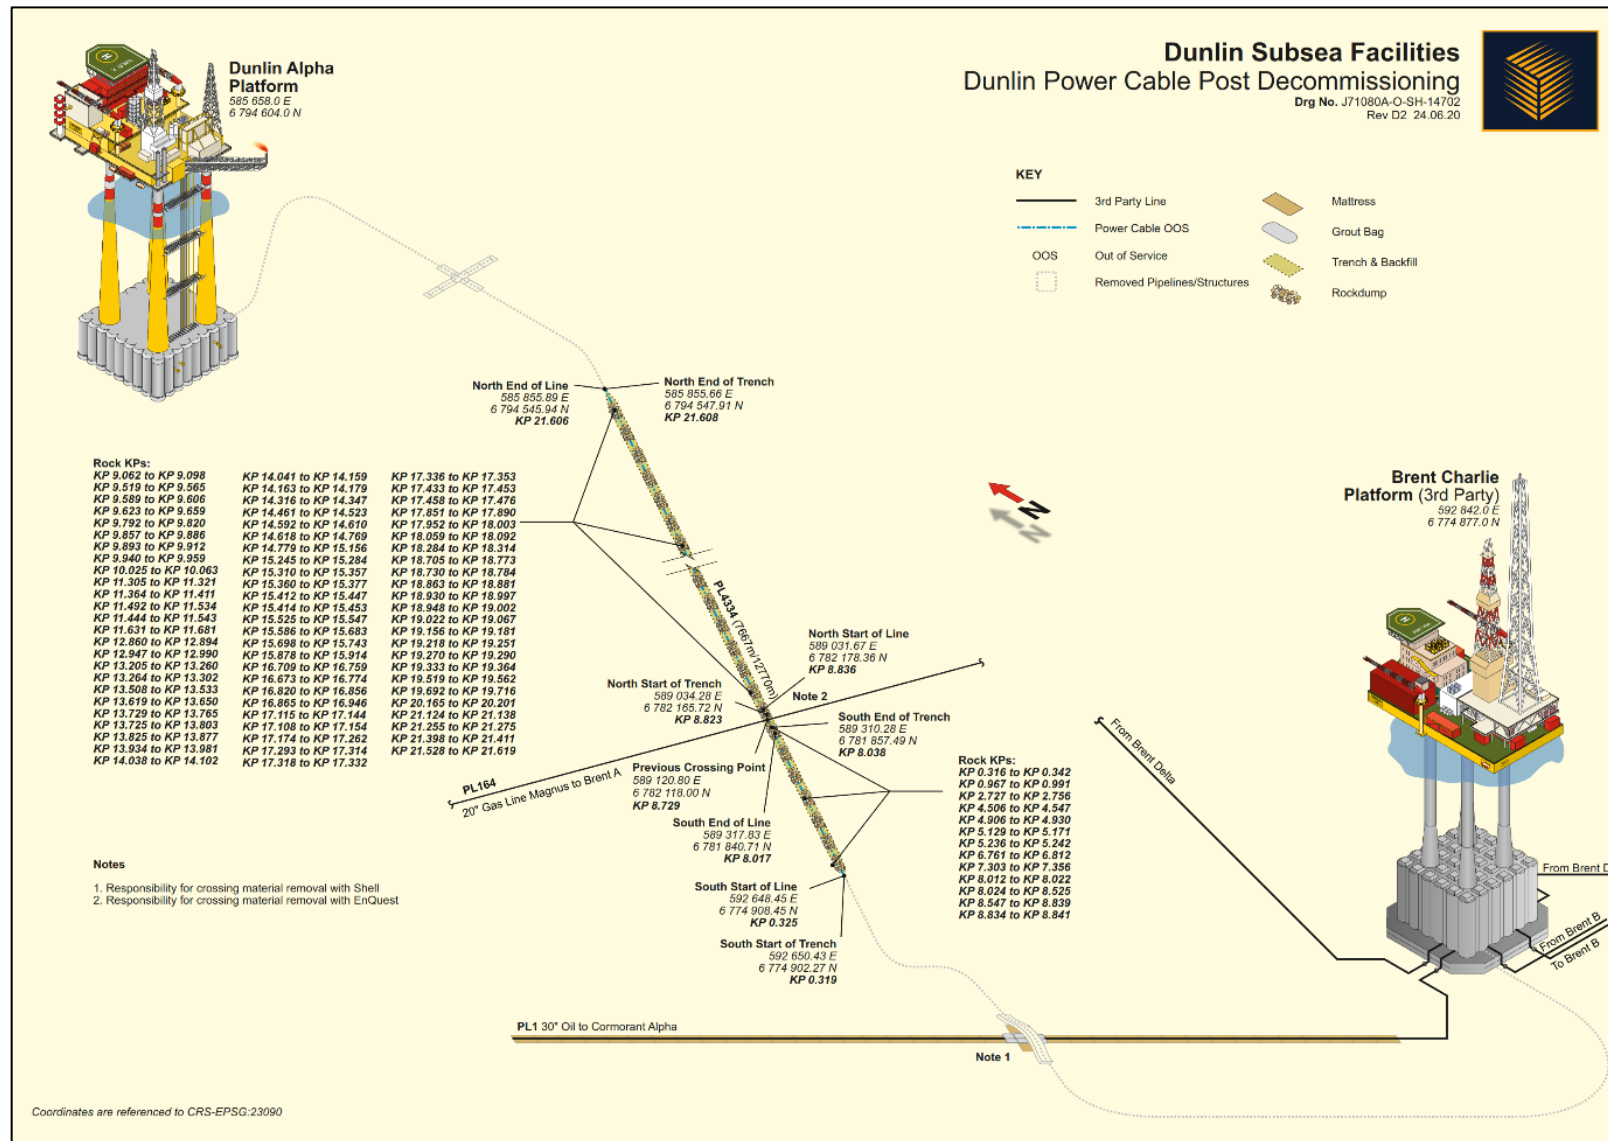 Dunlin Subsea Facilities
Dunlin Power Cable Post Decommissioning
Drg No. J71080A-O-SH-14702
Rev D2 24.06.20
Dunlin Alpha
Platform
585 658.0 E
6 794 604.0 N
KEY
3rd Party Line
Power Cable OOS
OOS Out of Service
Removed Pipelines/Structures
Mattress
Grout Bag
Trench & Backfill
Rockdump
North End of Line
585 855.89 E
6 794 545.94 N
KP 21.606
North End of Trench
585 855.66 E
6 794 547.91 N
KP 21.608
Rock KPs:
KP 9.062 to KP 9.098
KP 9.519 to KP 9.565
KP 9.589 to KP 9.606
KP 9.623 to KP 9.659
KP 9.792 to KP 9.820
KP 9.857 to KP 9.886
KP 9.893 to KP 9.912
KP 9.940 to KP 9.959
KP 10.025 to KP 10.063
KP 11.305 to KP 11.321
KP 11.364 to KP 11.411
KP 11.492 to KP 11.534
KP 11.444 to KP 11.543
KP 11.631 to KP 11.681
KP 12.860 to KP 12.894
KP 12.947 to KP 12.990
KP 13.205 to KP 13.260
KP 13.264 to KP 13.302
KP 13.508 to KP 13.533
KP 13.619 to KP 13.650
KP 13.729 to KP 13.765
KP 13.725 to KP 13.803
KP 13.825 to KP 13.877
KP 13.934 to KP 13.981
KP 14.038 to KP 14.102
KP 14.041 to KP 14.159
KP 14.163 to KP 14.179
KP 14.316 to KP 14.347
KP 14.461 to KP 14.523
KP 14.592 to KP 14.610
KP 14.618 to KP 14.769
KP 14.779 to KP 15.156
KP 15.245 to KP 15.284
KP 15.310 to KP 15.357
KP 15.360 to KP 15.377
KP 15.412 to KP 15.447
KP 15.414 to KP 15.453
KP 15.525 to KP 15.547
KP 15.586 to KP 15.683
KP 15.698 to KP 15.743
KP 15.878 to KP 15.914
KP 16.709 to KP 16.759
KP 16.673 to KP 16.774
KP 16.820 to KP 16.856
KP 16.865 to KP 16.946
KP 17.115 to KP 17.144
KP 17.108 to KP 17.154
KP 17.174 to KP 17.262
KP 17.293 to KP 17.314
KP 17.318 to KP 17.332
KP 17.336 to KP 17.353
KP 17.433 to KP 17.453
KP 17.458 to KP 17.476
KP 17.851 to KP 17.890
KP 17.952 to KP 18.003
KP 18.059 to KP 18.092
KP 18.284 to KP 18.314
KP 18.705 to KP 18.773
KP 18.730 to KP 18.784
KP 18.863 to KP 18.881
KP 18.930 to KP 18.997
KP 18.948 to KP 19.002
KP 19.022 to KP 19.067
KP 19.156 to KP 19.181
KP 19.218 to KP 19.251
KP 19.270 to KP 19.290
KP 19.333 to KP 19.364
KP 19.519 to KP 19.562
KP 19.692 to KP 19.716
KP 20.165 to KP 20.201
KP 21.124 to KP 21.138
KP 21.255 to KP 21.275
KP 21.398 to KP 21.411
KP 21.528 to KP 21.619
N
N
Brent Charlie
Platform (3rd Party)
592 842.0 E
6 774 877.0 N
PL4334 (7667m/12770m)
North Start of Line
589 031.67 E
6 782 178.36 N
KP 8.836
Note 2
North Start of Trench
589 034.28 E
6 782 165.72 N
KP 8.823
South End of Trench
589 310.28 E
6 781 857.49 N
KP 8.038
Previous Crossing Point
589 120.80 E
6 782 118.00 N
KP 8.729
PL164
20" Gas Line Magnus to Brent A
South End of Line
589 317.83 E
6 781 840.71 N
KP 8.017
South Start of Line
592 648.45 E
6 774 908.45 N
KP 0.325
South Start of Trench
592 650.43 E
6 774 902.27 N
KP 0.319
Rock KPs:
KP 0.316 to KP 0.342
KP 0.967 to KP 0.991
KP 2.727 to KP 2.756
KP 4.506 to KP 4.547
KP 4.906 to KP 4.930
KP 5.129 to KP 5.171
KP 5.236 to KP 5.242
KP 6.761 to KP 6.812
KP 7.303 to KP 7.356
KP 8.012 to KP 8.022
KP 8.024 to KP 8.525
KP 8.547 to KP 8.839
KP 8.834 to KP 8.841
From Brent Delta
From Brent D
From Brent B
To Brent B
Notes
1. Responsibility for crossing material removal with Shell
2. Responsibility for crossing material removal with EnQuest
PL1 30" Oil to Cormorant Alpha
Note 1
Coordinates are referenced to CRS-EPSG:23090